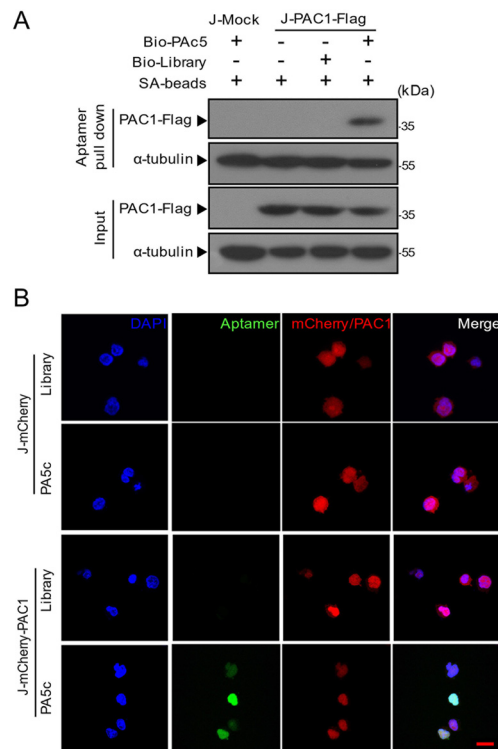 A
J-Mock J-PAC1-Flag
Bio-PAc5 + - - +
Bio-Library - - + -
SA-beads + + + +
(kDa)
Aptamer pull down
PAC1-Flag -35
α-tubulin -55
Input
PAC1-Flag -35
α-tubulin -55
B
DAPI Aptamer mCherry/PAC1 Merge
J-mCherry
Library
PA5c
J-mCherry-PAC1
Library
PA5c